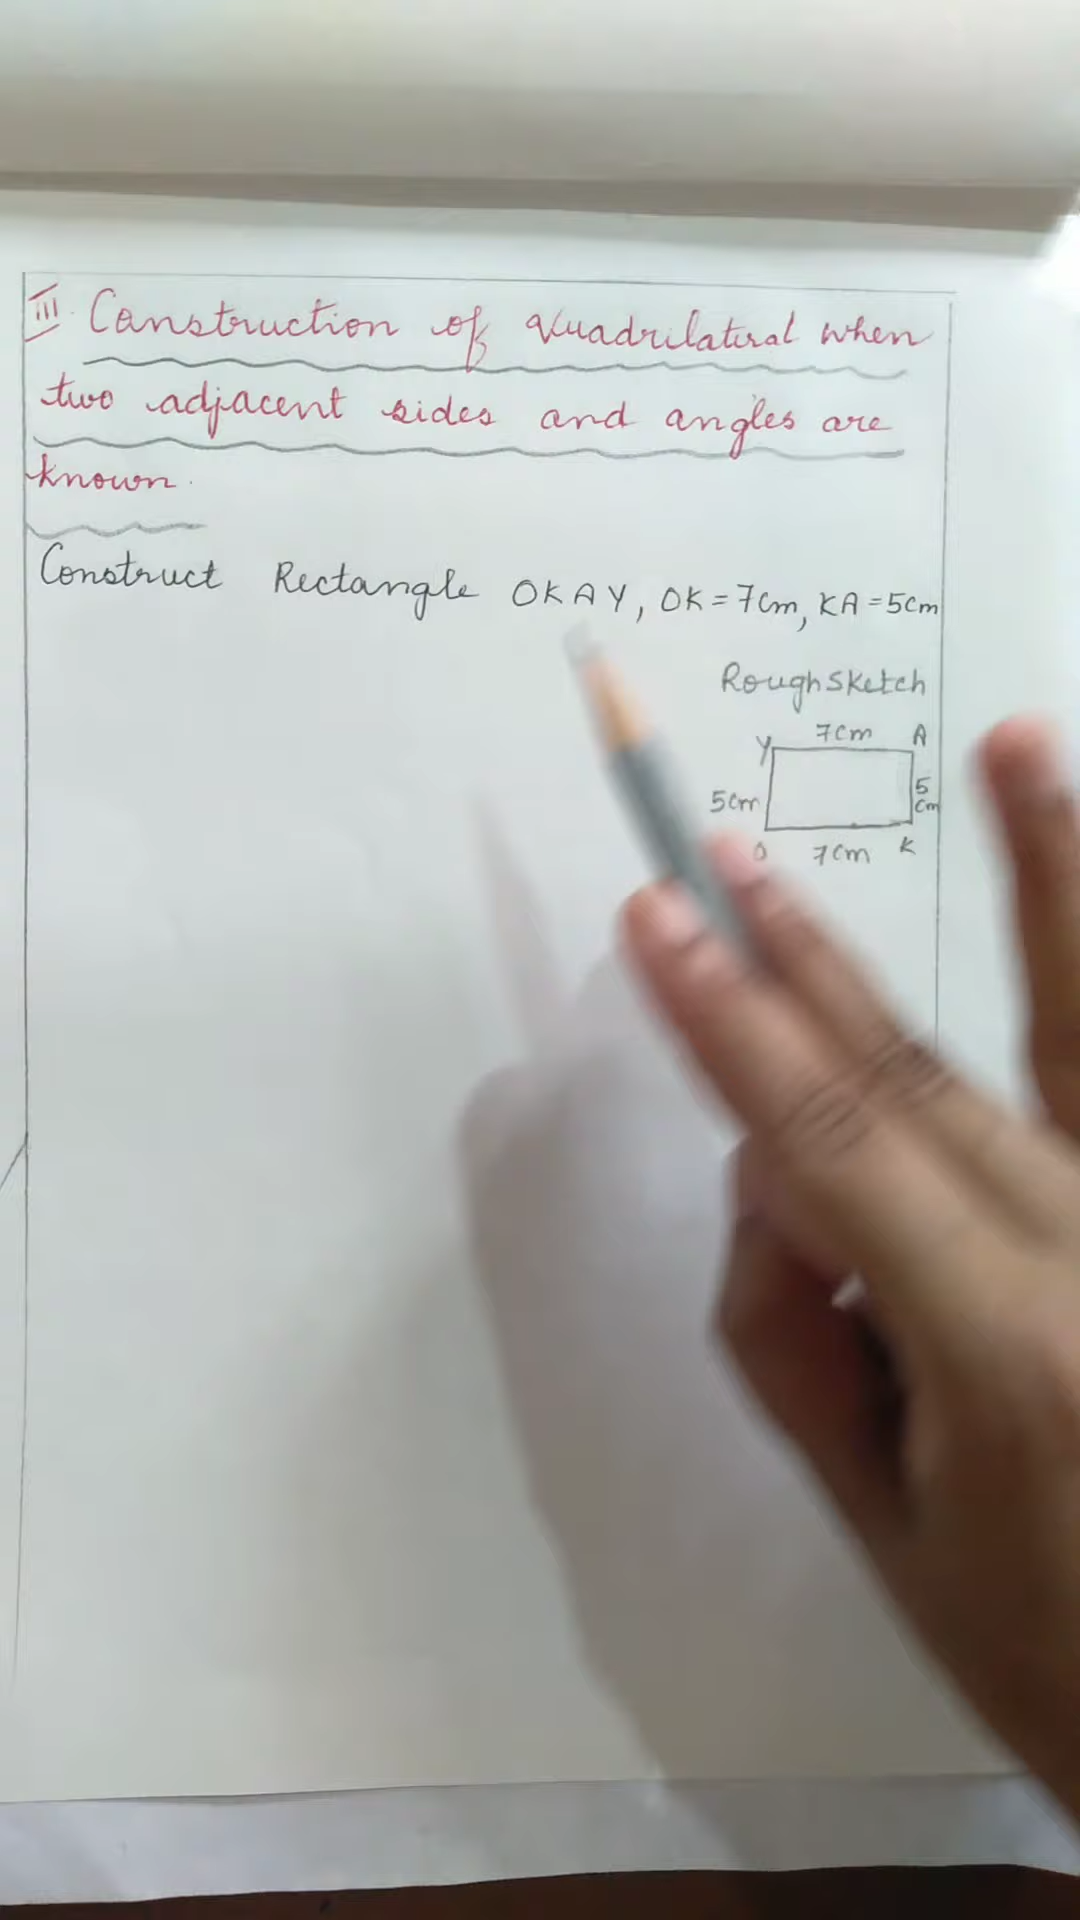 III. Construction of Quadrilateral when
two adjacent sides and angles are
known.
Construct Rectangle OKAY, OK = 7cm, KA = 5cm
Rough Sketch
Y 7cm A
5cm
5 cm
O 7cm K